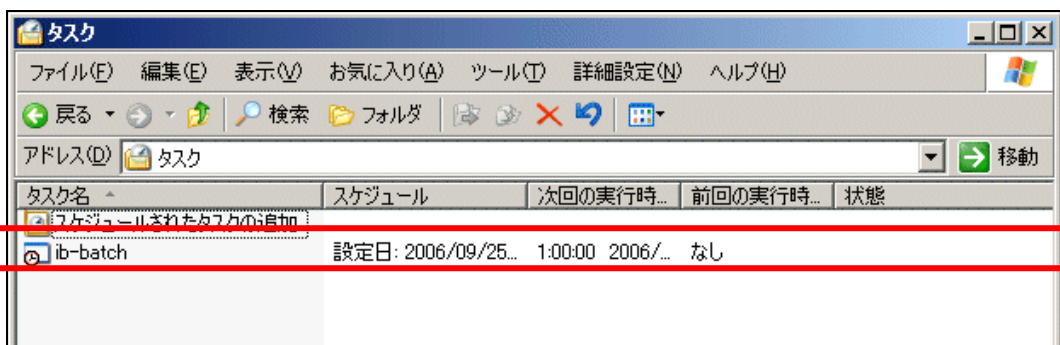 タスク
ファイル(F) 編集(E) 表示(V) お気に入り(A) ツール(T) 詳細設定(N) ヘルプ(H)
戻る 検索 フォルダ
アドレス(D) タスク 移動
タスク名 スケジュール 次回の実行時... 前回の実行時... 状態
スケジュールされたタスクの追加
ib-batch 設定日: 2006/09/25... 1:00:00 2006/... なし